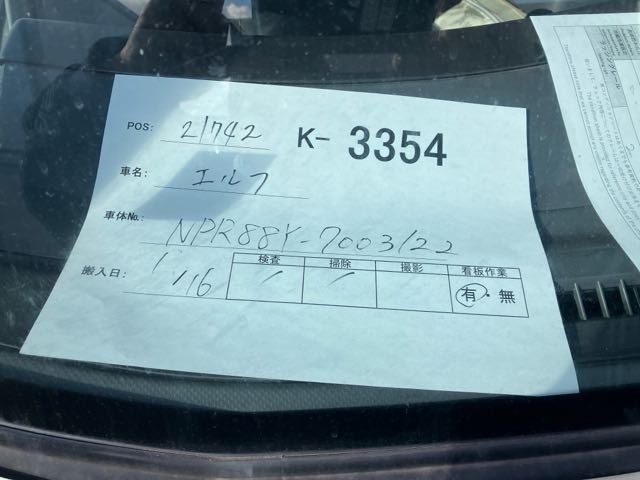 POS: 21742 K- 3354
車名: エルフ
車体No.: NPR88Y-7003122
搬入日: 1/16
検査 掃除 撮影 看板作業
/ / 有・無